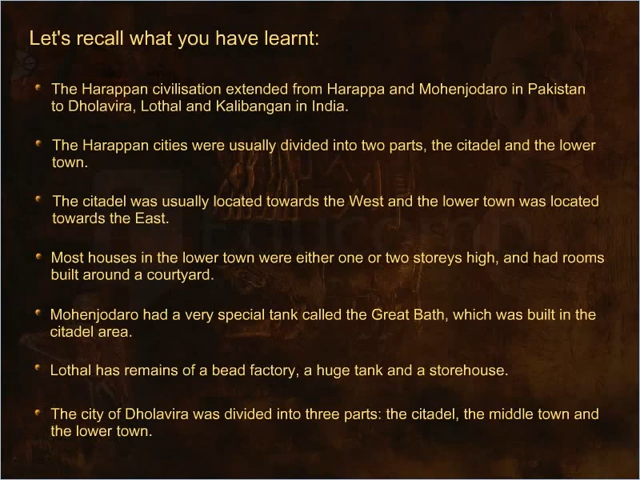 Let's recall what you have learnt:
The Harappan civilisation extended from Harappa and Mohenjodaro in Pakistan
to Dholavira, Lothal and Kalibangan in India.
The Harappan cities were usually divided into two parts, the citadel and the lower
town.
The citadel was usually located towards the West and the lower town was located
towards the East.
Most houses in the lower town were either one or two storeys high, and had rooms
built around a courtyard.
Mohenjodaro had a very special tank called the Great Bath, which was built in the
citadel area.
Lothal has remains of a bead factory, a huge tank and a storehouse.
The city of Dholavira was divided into three parts: the citadel, the middle town and
the lower town.